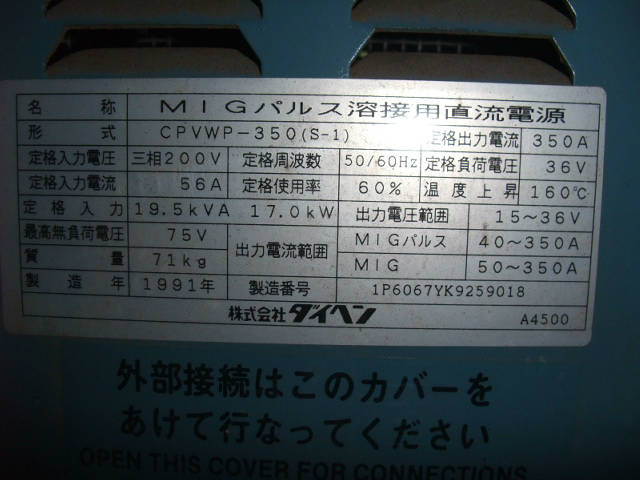 名称 MIGパルス溶接用直流電源
形式 CPVWP-350(S-1) 定格出力電流 350A
定格入力電圧 三相200V 定格周波数 50/60Hz 定格負荷電圧 36V
定格入力電流 56A 定格使用率 60% 温度上昇 160℃
定格入力 19.5kVA 17.0kW 出力電圧範囲 15~36V
最高無負荷電圧 75V 出力電流範囲 MIGパルス 40~350A
質量 71kg MIG 50~350A
製造年 1991年 製造番号 1P6067YK9259018
株式会社ダイヘン A4500
外部接続はこのカバーを
あけて行なってください
OPEN THIS COVER FOR CONNECTIONS